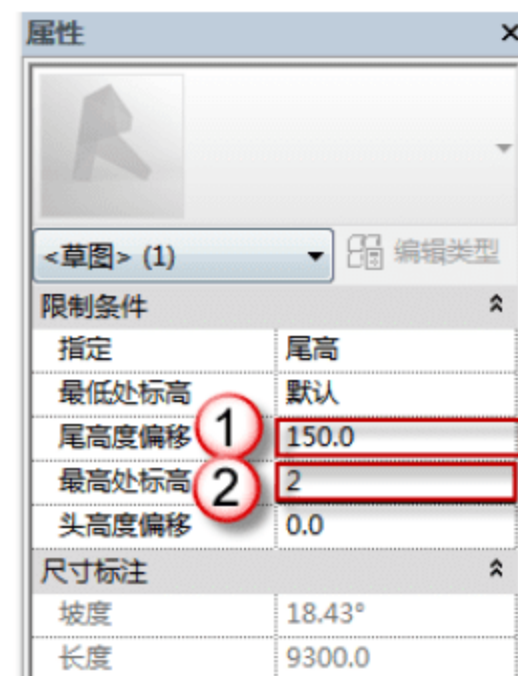 属性
<草图> (1)
编辑类型
限制条件
指定 尾高
最低处标高 默认
尾高度偏移 1 150.0
最高处标高 2 2
头高度偏移 0.0
尺寸标注
坡度 18.43°
长度 9300.0